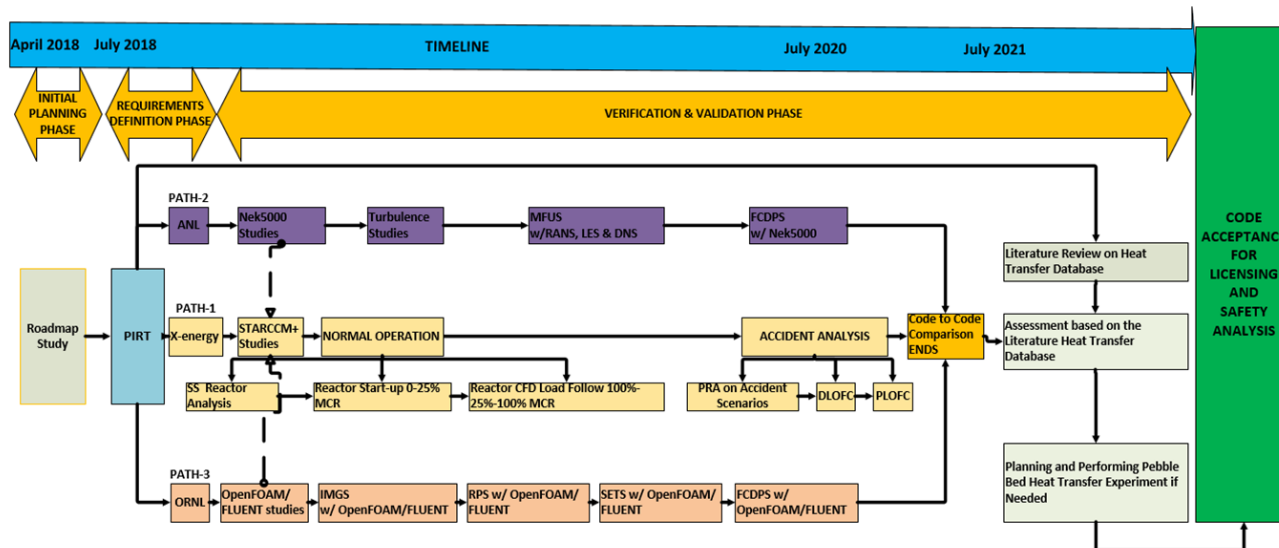 April 2018
July 2018
TIMELINE
July 2020
July 2021
INITIAL
PLANNING
PHASE
REQUIREMENTS
DEFINITION PHASE
VERIFICATION & VALIDATION PHASE
CODE
ACCEPTANC
FOR
LICENSING
AND
SAFETY
ANALYSIS
PATH-2
ANL
Nek5000
Studies
Turbulence
Studies
MFUS
w/RANS, LES & DNS
FCDPS
w/ Nek5000
Literature Review on Heat
Transfer Database
Roadmap
Study
PIRT
PATH-1
X-energy
STARCCM+
Studies
NORMAL OPERATION
ACCIDENT ANALYSIS
Code to Code
Comparison
ENDS
Assessment based on the
Literature Heat Transfer
Database
SS Reactor
Analysis
Reactor Start-up 0-25%
MCR
Reactor CFD Load Follow 100%-
25%-100% MCR
PRA on Accident
Scenarios
DLOFC
PLOFC
PATH-3
ORNL
OpenFOAM/
FLUENT studies
IMGS
w/ OpenFOAM/FLUENT
RPS w/ OpenFOAM/
FLUENT
SETS w/ OpenFOAM/
FLUENT
FCDPS w/
OpenFOAM/FLUENT
Planning and Performing Pebble
Bed Heat Transfer Experiment if
Needed